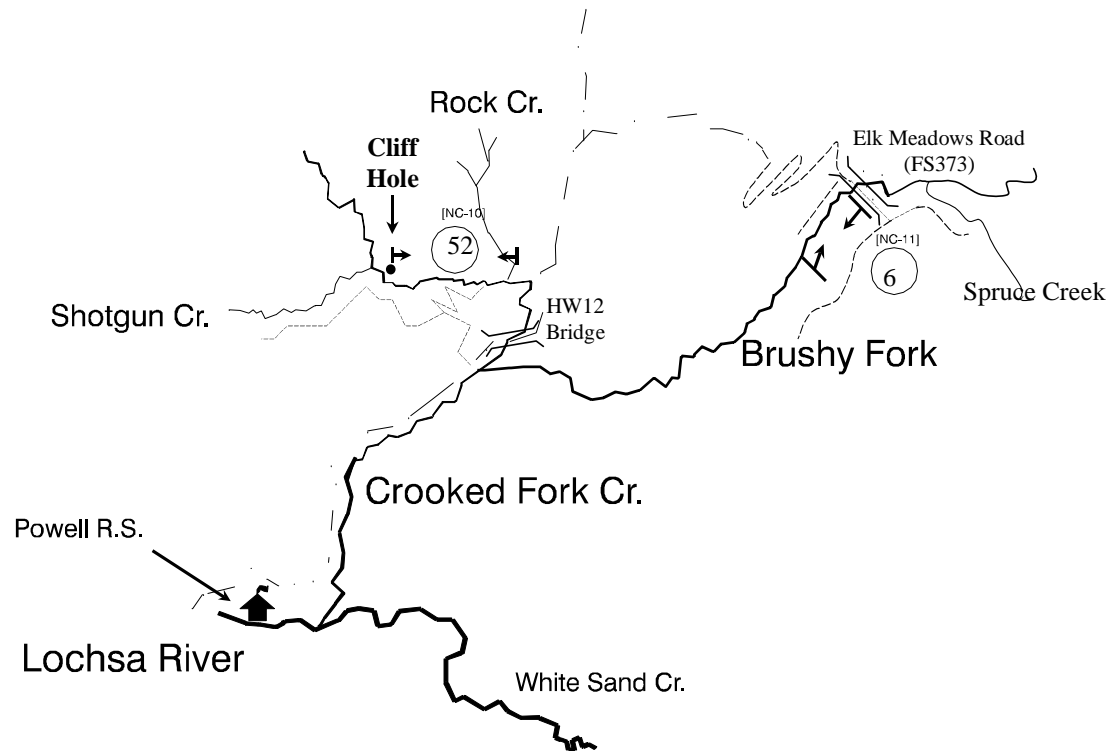 Rock Cr.
Elk Meadows Road
(FS373)
Cliff
Hole
[NC-10]
52
[NC-11]
6
Spruce Creek
Shotgun Cr.
HW12
Bridge
Brushy Fork
Crooked Fork Cr.
Powell R.S.
Lochsa River
White Sand Cr.